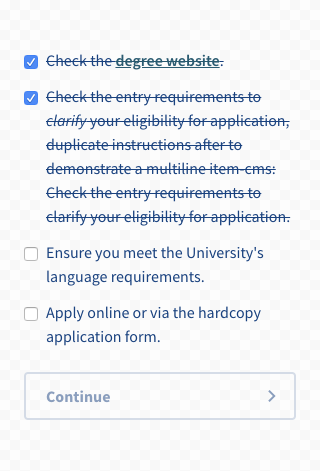 Check the degree website.
Check the entry requirements to
clarify your eligibility for application,
duplicate instructions after to
demonstrate a multiline item-cms:
Check the entry requirements to
clarify your eligibility for application.
Ensure you meet the University's
language requirements.
Apply online or via the hardcopy
application form.
Continue